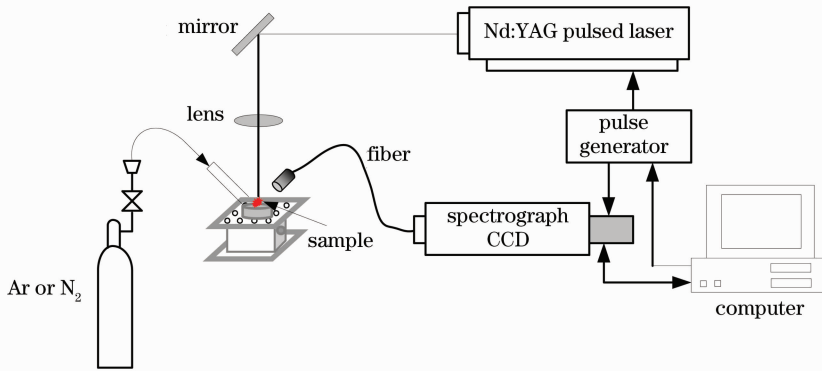 mirror
Nd:YAG pulsed laser
lens
pulse
generator
fiber
spectrograph
CCD
sample
Ar or N₂
computer